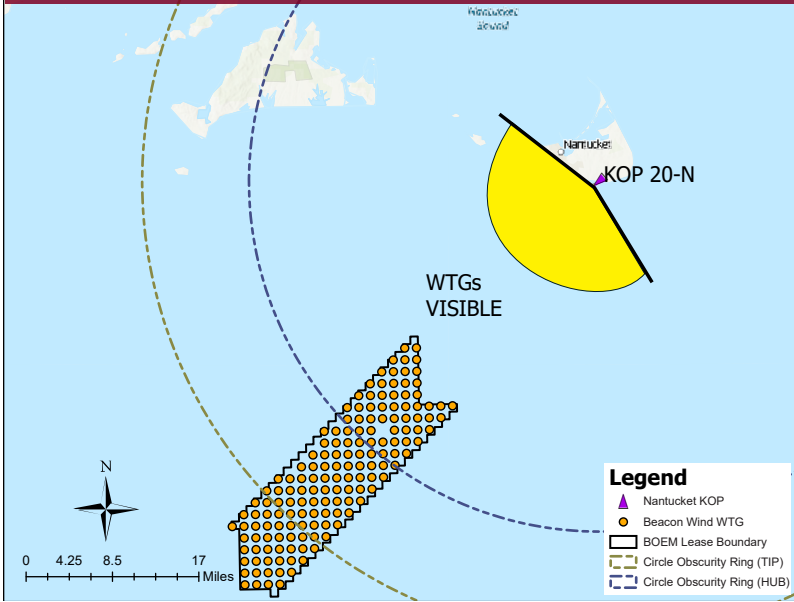 Nantucket
Sound
Nantucket
KOP 20-N
WTGs
VISIBLE
N
0 4.25 8.5 17
Miles
Legend
Nantucket KOP
Beacon Wind WTG
BOEM Lease Boundary
Circle Obscurity Ring (TIP)
Circle Obscurity Ring (HUB)